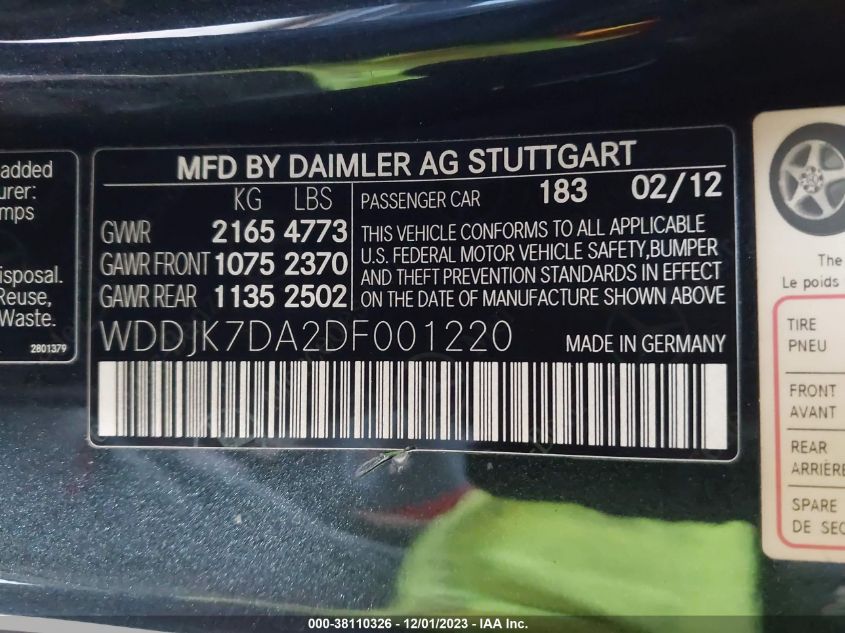 added
urer:
mps
isposal.
Reuse,
Waste.
2801379
MFD BY DAIMLER AG STUTTGART
KG LBS
GVWR 2165 4773
GAWR FRONT 1075 2370
GAWR REAR 1135 2502
PASSENGER CAR 183 02/12
THIS VEHICLE CONFORMS TO ALL APPLICABLE
U.S. FEDERAL MOTOR VEHICLE SAFETY,BUMPER
AND THEFT PREVENTION STANDARDS IN EFFECT
ON THE DATE OF MANUFACTURE SHOWN ABOVE
WDDJK7DA2DF001220 MADE IN GERMANY
The
Le poids
TIRE
PNEU
FRONT
AVANT
REAR
ARRIÈRE
SPARE
DE SEC
000-38110326 - 12/01/2023 - IAA Inc.